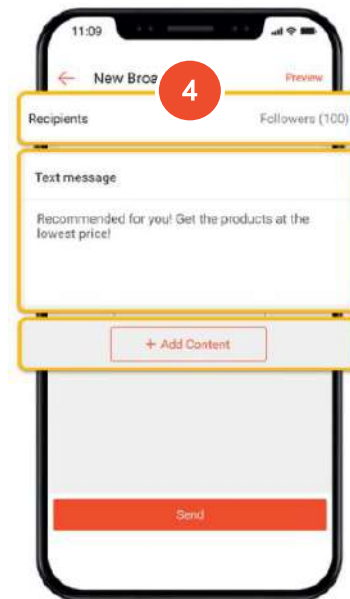 11:09
New Broa
Preview
4
Recipients
Followers (100)
Text message
Recommended for you! Get the products at the
lowest price!
+ Add Content
Send